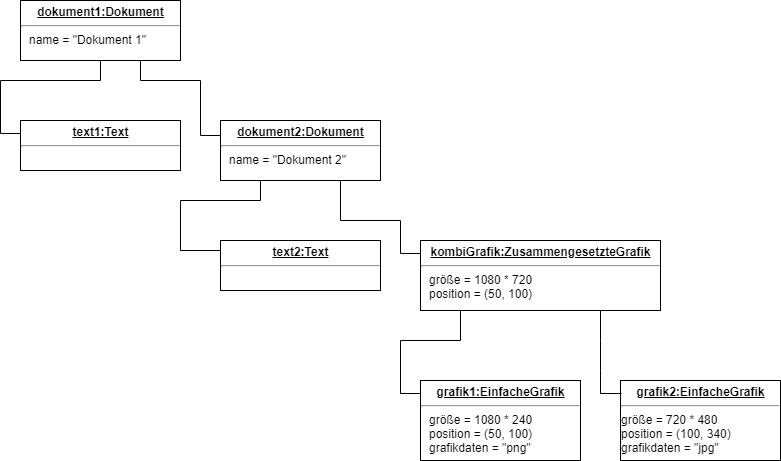 dokument1:Dokument
name = "Dokument 1"
text1:Text
dokument2:Dokument
name = "Dokument 2"
text2:Text
kombiGrafik:ZusammengesetzteGrafik
größe = 1080 * 720
position = (50, 100)
grafik1:EinfacheGrafik
größe = 1080 * 240
position = (50, 100)
grafikdaten = "png"
grafik2:EinfacheGrafik
größe = 720 * 480
position = (100, 340)
grafikdaten = "jpg"